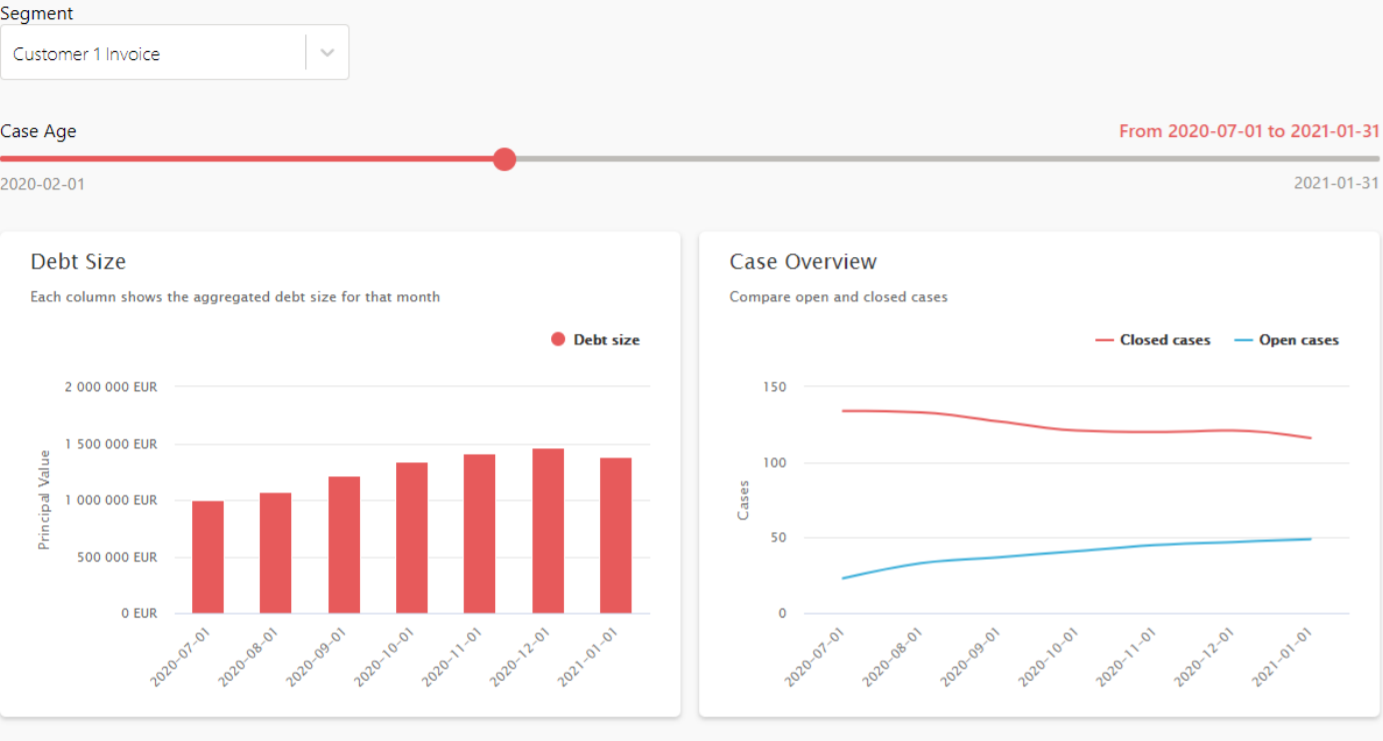 Segment
Customer 1 Invoice
Case Age
From 2020-07-01 to 2021-01-31
2020-02-01
2021-01-31
Debt Size
Each column shows the aggregated debt size for that month
Debt size
2 000 000 EUR
1 500 000 EUR
1 000 000 EUR
500 000 EUR
0 EUR
Principal Value
2020-07-01
2020-08-01
2020-09-01
2020-10-01
2020-11-01
2020-12-01
2021-01-01
Case Overview
Compare open and closed cases
Closed cases
Open cases
150
100
50
0
Cases
2020-07-01
2020-08-01
2020-09-01
2020-10-01
2020-11-01
2020-12-01
2021-01-01